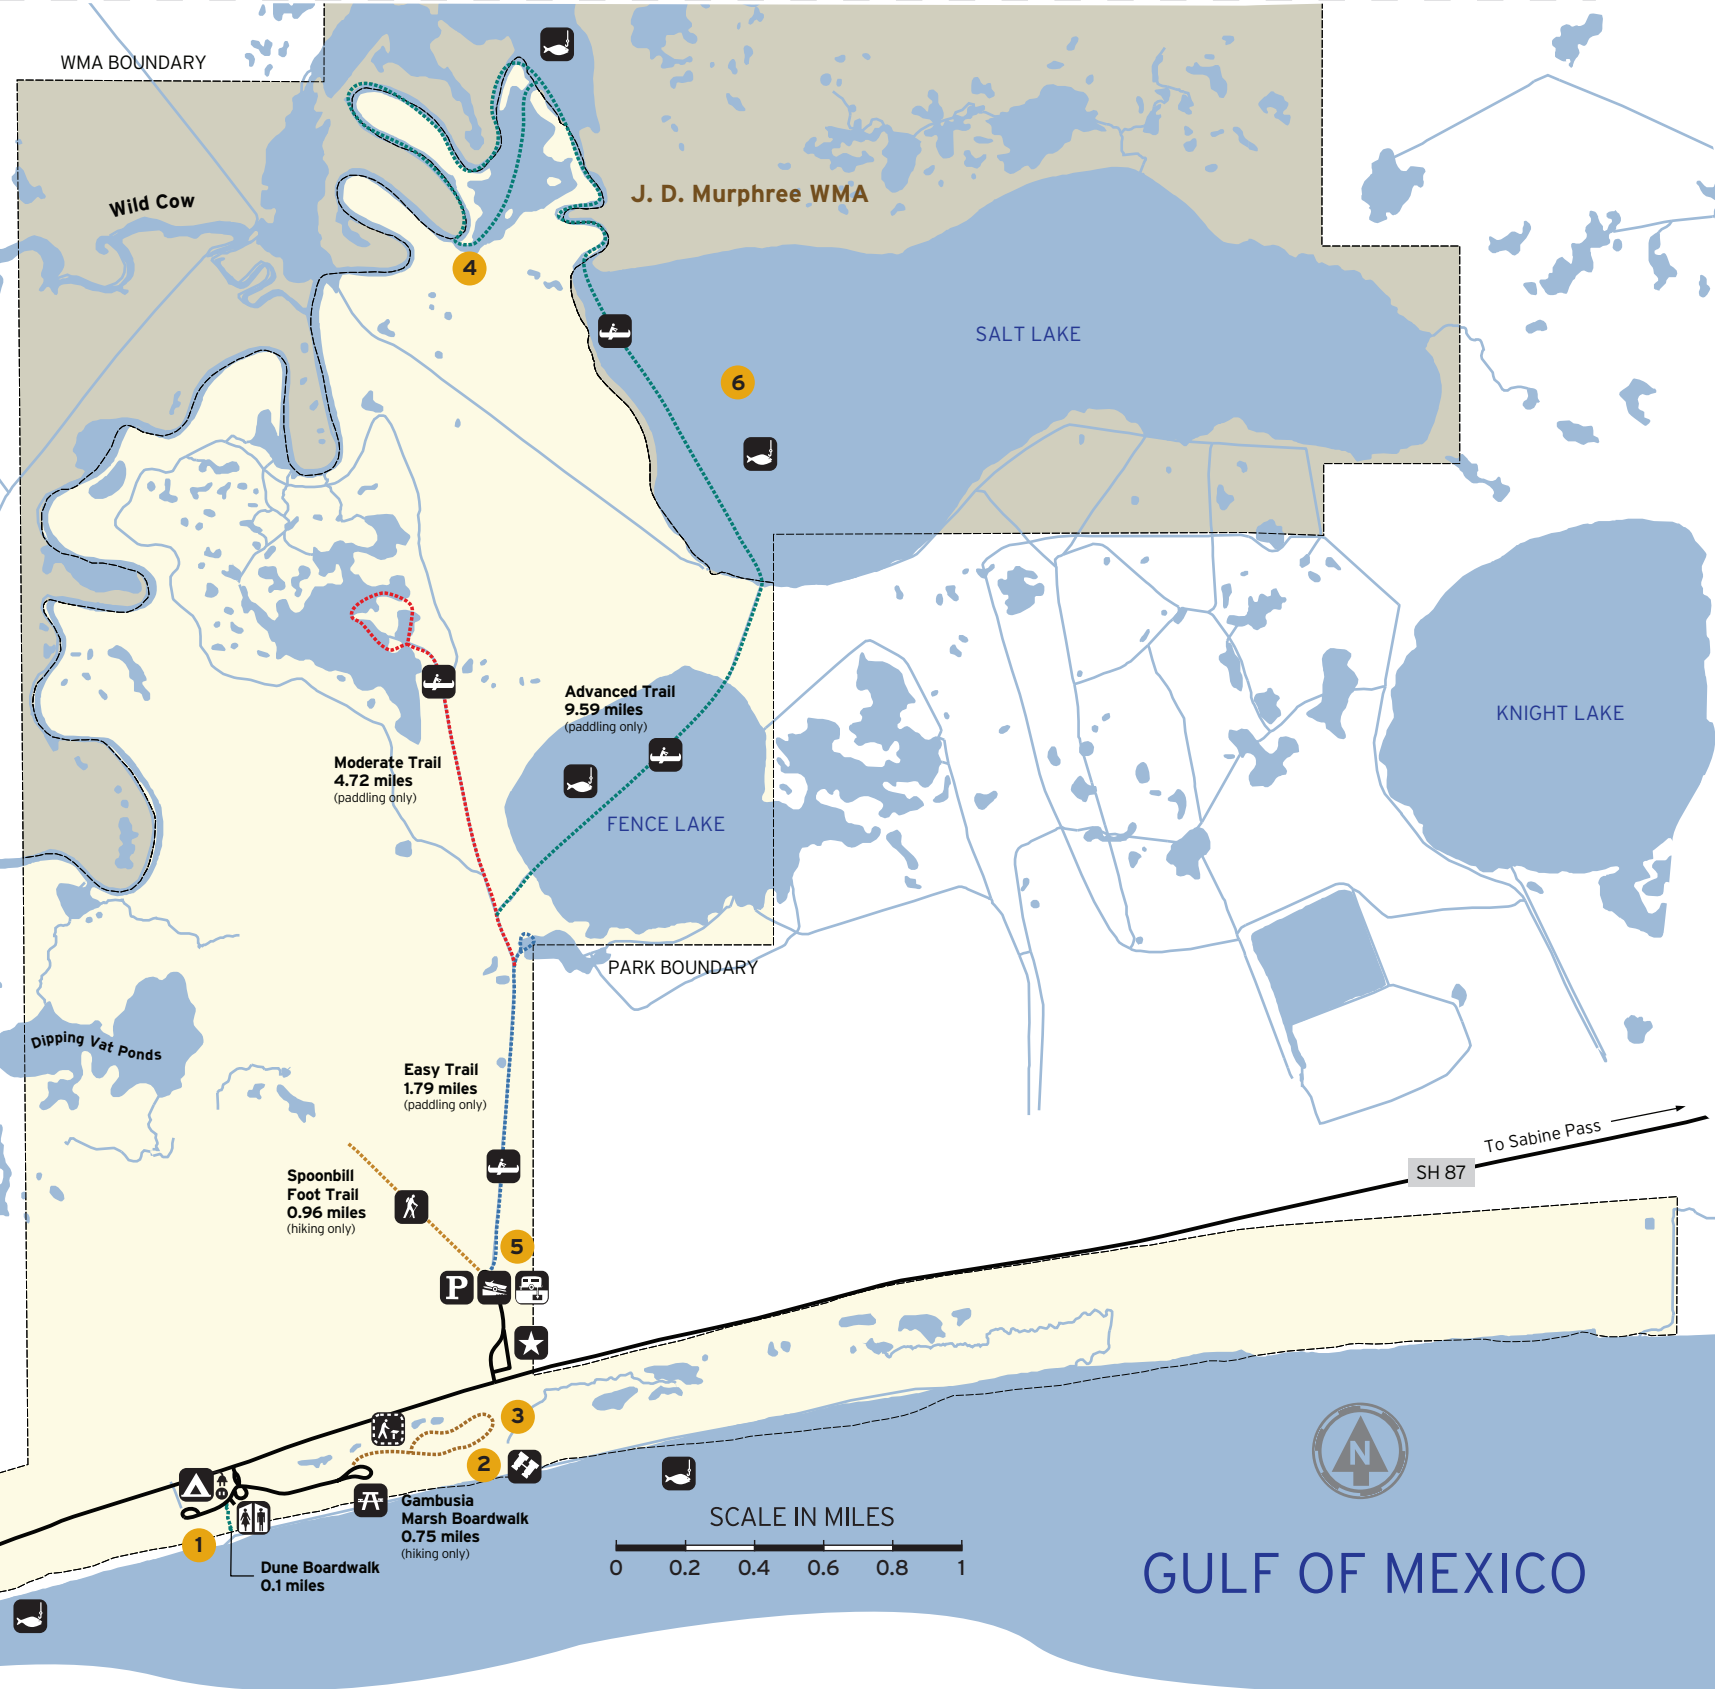 WMA BOUNDARY
Wild Cow
J. D. Murphree WMA
4
SALT LAKE
6
Advanced Trail
9.59 miles
(paddling only)
KNIGHT LAKE
Moderate Trail
4.72 miles
(paddling only)
FENCE LAKE
PARK BOUNDARY
Dipping Vat Ponds
Easy Trail
1.79 miles
(paddling only)
To Sabine Pass
SH 87
Spoonbill
Foot Trail
0.96 miles
(hiking only)
5
P
3
2
N
Gambusia
Marsh Boardwalk
0.75 miles
(hiking only)
SCALE IN MILES
0 0.2 0.4 0.6 0.8 1
1
Dune Boardwalk
0.1 miles
GULF OF MEXICO